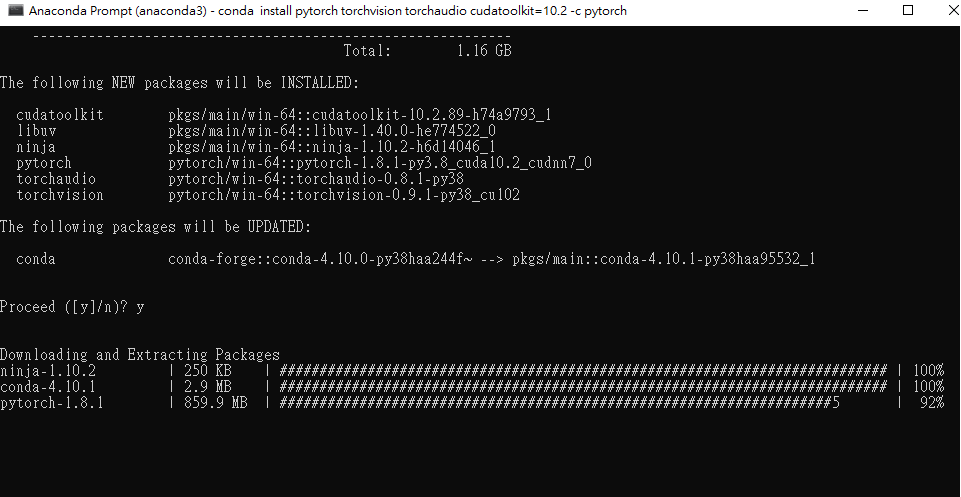 Anaconda Prompt (anaconda3) - conda  install pytorch torchvision torchaudio cudatoolkit=10.2 -c pytorch
------------------------------------------------------------
Total:        1.16 GB
The following NEW packages will be INSTALLED:
cudatoolkit        pkgs/main/win-64::cudatoolkit-10.2.89-h74a9793_1
libuv              pkgs/main/win-64::libuv-1.40.0-he774522_0
ninja              pkgs/main/win-64::ninja-1.10.2-h6d14046_1
pytorch            pytorch/win-64::pytorch-1.8.1-py3.8_cuda10.2_cudnn7_0
torchaudio         pytorch/win-64::torchaudio-0.8.1-py38
torchvision        pytorch/win-64::torchvision-0.9.1-py38_cu102
The following packages will be UPDATED:
conda              conda-forge::conda-4.10.0-py38haa244f~ --> pkgs/main::conda-4.10.1-py38haa95532_1
Proceed ([y]/n)? y
Downloading and Extracting Packages
ninja-1.10.2         | 250 KB    | ########################################################################### | 100%
conda-4.10.1         | 2.9 MB    | ########################################################################### | 100%
pytorch-1.8.1        | 859.9 MB  | ####################################################################5       |  92%